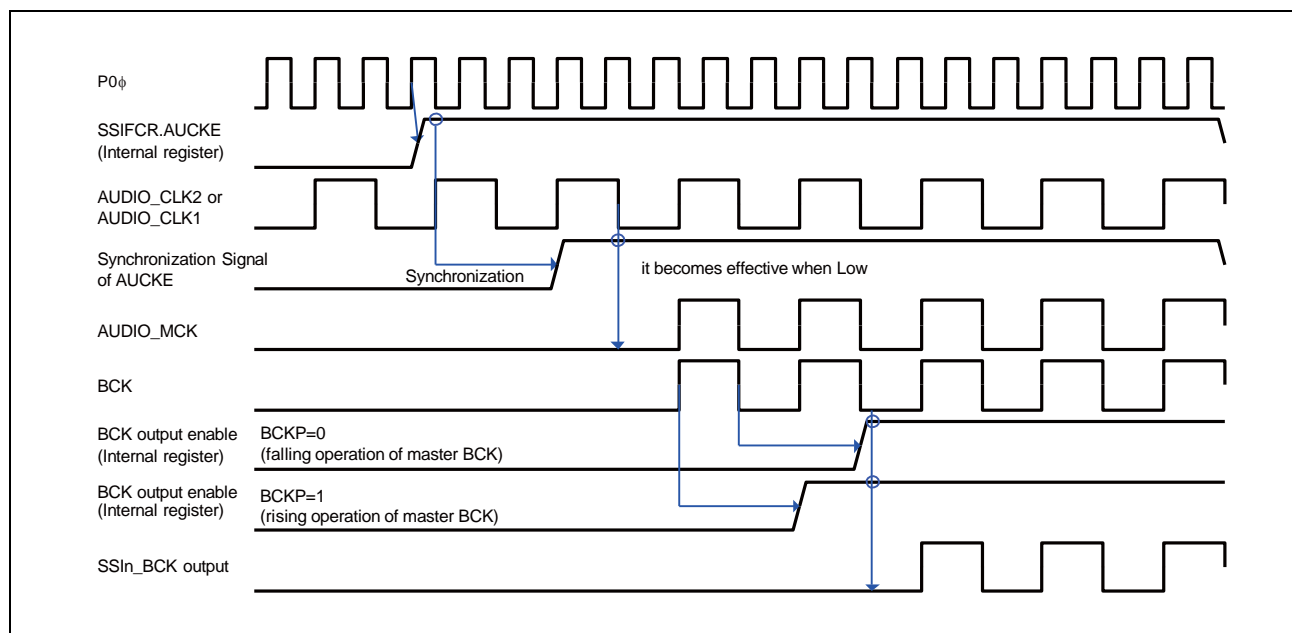 P0ϕ
SSIFCR.AUCKE
(Internal register)
AUDIO_CLK2 or
AUDIO_CLK1
Synchronization Signal
of AUCKE
Synchronization
it becomes effective when Low
AUDIO_MCK
BCK
BCK output enable
(Internal register)
BCKP=0
(falling operation of master BCK)
BCK output enable
(Internal register)
BCKP=1
(rising operation of master BCK)
SSIn_BCK output